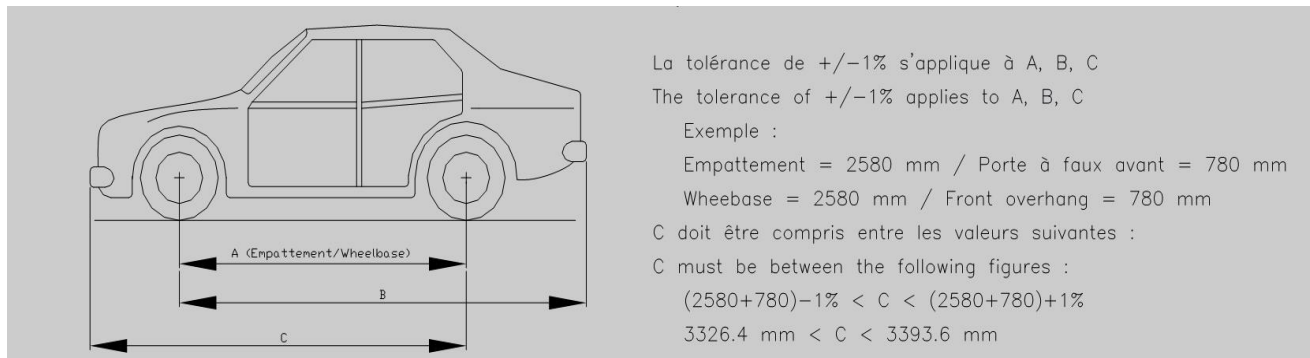 La tolérance de +/-1% s'applique à A, B, C
The tolerance of +/-1% applies to A, B, C
Exemple :
Empattement = 2580 mm / Porte à faux avant = 780 mm
Wheebase = 2580 mm / Front overhang = 780 mm
C doit être compris entre les valeurs suivantes :
C must be between the following figures :
(2580+780)-1% < C < (2580+780)+1%
3326.4 mm < C < 3393.6 mm
A (Empattement/Wheelbase)
B
C